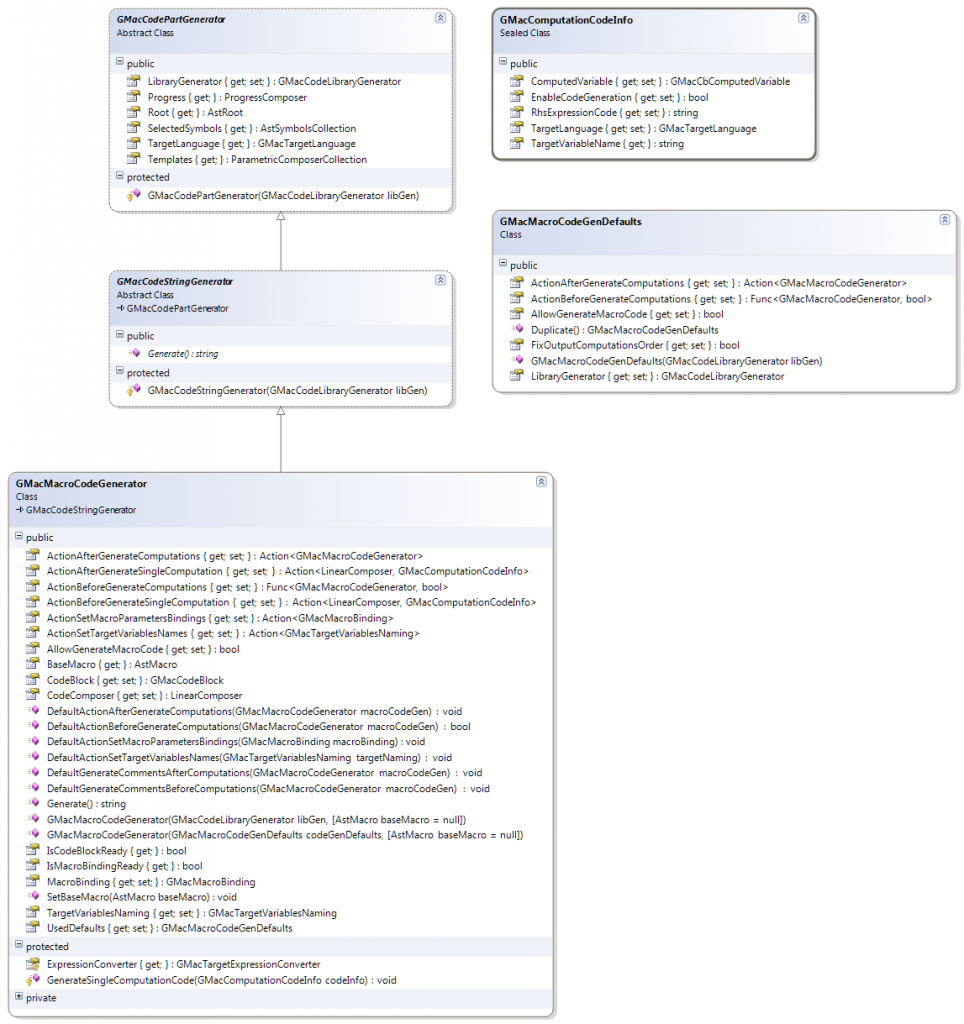 GMacCodePartGenerator
Abstract Class
public
LibraryGenerator { get; set; } : GMacCodeLibraryGenerator
Progress { get; } : ProgressComposer
Root { get; } : AstRoot
SelectedSymbols { get; } : AstSymbolsCollection
TargetLanguage { get; } : GMacTargetLanguage
Templates { get; } : ParametricComposerCollection
protected
GMacCodePartGenerator(GMacCodeLibraryGenerator libGen)
GMacComputationCodeInfo
Sealed Class
public
ComputedVariable { get; set; } : GMacCbComputedVariable
EnableCodeGeneration { get; set; } : bool
RhsExpressionCode { get; set; } : string
TargetLanguage { get; set; } : GMacTargetLanguage
TargetVariableName { get; } : string
GMacCodeStringGenerator
Abstract Class
GMacCodePartGenerator
public
Generate() : string
protected
GMacCodeStringGenerator(GMacCodeLibraryGenerator libGen)
GMacMacroCodeGenDefaults
Class
public
ActionAfterGenerateComputations { get; set; } : Action<GMacMacroCodeGenerator>
ActionBeforeGenerateComputations { get; set; } : Func<GMacMacroCodeGenerator, bool>
AllowGenerateMacroCode { get; set; } : bool
Duplicate() : GMacMacroCodeGenDefaults
FixOutputComputationsOrder { get; set; } : bool
GMacMacroCodeGenDefaults(GMacCodeLibraryGenerator libGen)
LibraryGenerator { get; set; } : GMacCodeLibraryGenerator
GMacMacroCodeGenerator
Class
GMacCodeStringGenerator
public
ActionAfterGenerateComputations { get; set; } : Action<GMacMacroCodeGenerator>
ActionAfterGenerateSingleComputation { get; set; } : Action<LinearComposer, GMacComputationCodeInfo>
ActionBeforeGenerateComputations { get; set; } : Func<GMacMacroCodeGenerator, bool>
ActionBeforeGenerateSingleComputation { get; set; } : Action<LinearComposer, GMacComputationCodeInfo>
ActionSetMacroParametersBindings { get; set; } : Action<GMacMacroBinding>
ActionSetTargetVariablesNames { get; set; } : Action<GMacTargetVariablesNaming>
AllowGenerateMacroCode { get; set; } : bool
BaseMacro { get; } : AstMacro
CodeBlock { get; set; } : GMacCodeBlock
CodeComposer { get; set; } : LinearComposer
DefaultActionAfterGenerateComputations(GMacMacroCodeGenerator macroCodeGen) : void
DefaultActionBeforeGenerateComputations(GMacMacroCodeGenerator macroCodeGen) : bool
DefaultActionSetMacroParametersBindings(GMacMacroBinding macroBinding) : void
DefaultActionSetTargetVariablesNames(GMacTargetVariablesNaming targetNaming) : void
DefaultGenerateCommentsAfterComputations(GMacMacroCodeGenerator macroCodeGen) : void
DefaultGenerateCommentsBeforeComputations(GMacMacroCodeGenerator macroCodeGen) : void
Generate() : string
GMacMacroCodeGenerator(GMacCodeLibraryGenerator libGen, [AstMacro baseMacro = null])
GMacMacroCodeGenerator(GMacMacroCodeGenDefaults codeGenDefaults, [AstMacro baseMacro = null])
IsCodeBlockReady { get; } : bool
IsMacroBindingReady { get; } : bool
MacroBinding { get; set; } : GMacMacroBinding
SetBaseMacro(AstMacro baseMacro) : void
TargetVariablesNaming { get; set; } : GMacTargetVariablesNaming
UsedDefaults { get; set; } : GMacMacroCodeGenDefaults
protected
ExpressionConverter { get; } : GMacTargetExpressionConverter
GenerateSingleComputationCode(GMacComputationCodeInfo codeInfo) : void
private